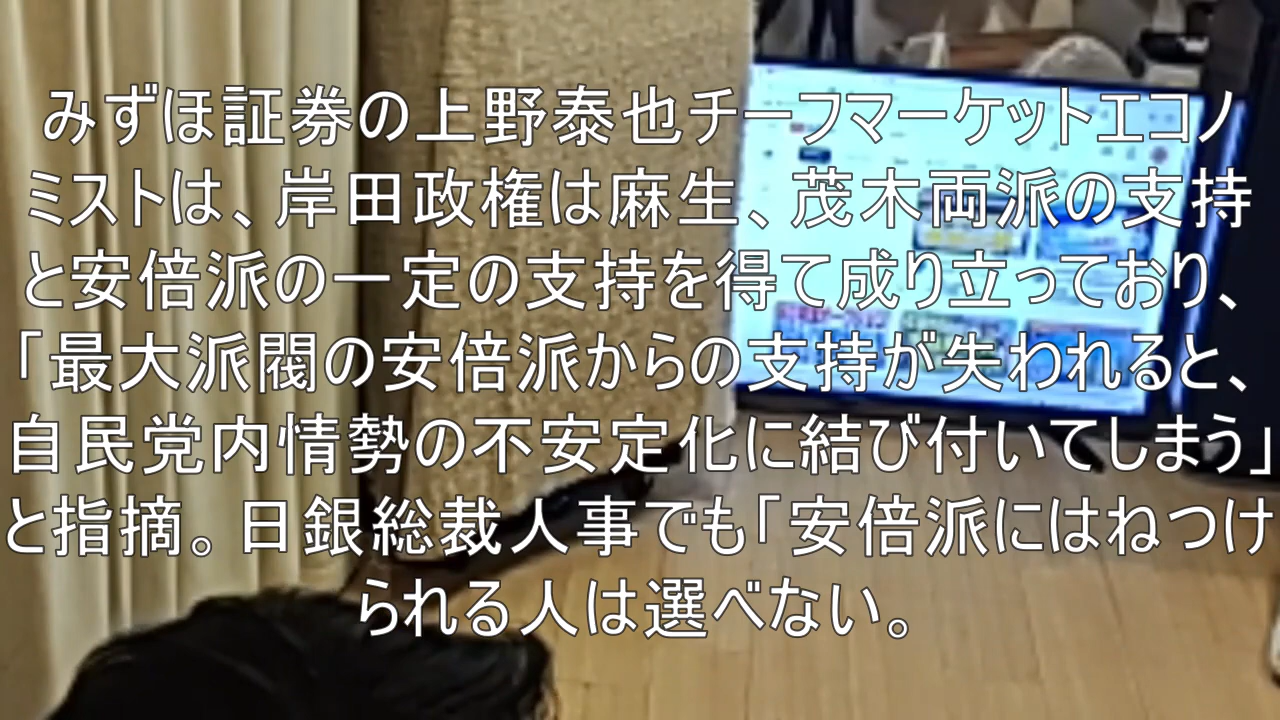 みずほ証券の上野泰也チーフマーケットエコノ
ミストは、岸田政権は麻生、茂木両派の支持
と安倍派の一定の支持を得て成り立っており、
「最大派閥の安倍派からの支持が失われると、
自民党内情勢の不安定化に結び付いてしまう」
と指摘。日銀総裁人事でも「安倍派にはねつけ
られる人は選べない。